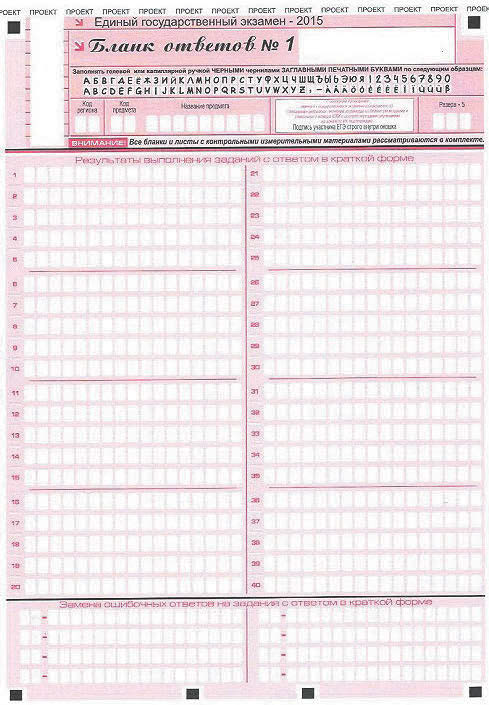 ПРОЕКТ ПРОЕКТ ПРОЕКТ ПРОЕКТ ПРОЕКТ ПРОЕКТ ПРОЕКТ ПРОЕКТ ПРОЕКТ ПРОЕКТ ПРОЕКТ ПРОЕКТ ПРОЕКТ
Единый государственный экзамен - 2015
Бланк ответов № 1
Заполнять гелевой или капиллярной ручкой ЧЕРНЫМИ чернилами ЗАГЛАВНЫМИ ПЕЧАТНЫМИ БУКВАМИ по следующим образцам:
А Б В Г Д Е Ё Ж З И Й К Л М Н О П Р С Т У Ф Х Ц Ч Ш Щ Ъ Ы Ь Э Ю Я 1 2 3 4 5 6 7 8 9 0
A B C D E F G H I J K L M N O P Q R S T U V W X Y Z , -
Код региона
Код предмета
Название предмета
Подпись участника ЕГЭ строго внутри окошка
Резерв - 5
ВНИМАНИЕ! Все бланки и листы с контрольными измерительными материалами рассматриваются в комплекте.
Результаты выполнения заданий с ответом в краткой форме
1
2
3
4
5
6
7
8
9
10
11
12
13
14
15
16
17
18
19
20
21
22
23
24
25
26
27
28
29
30
31
32
33
34
35
36
37
38
39
40
Замена ошибочных ответов на задания с ответом в краткой форме